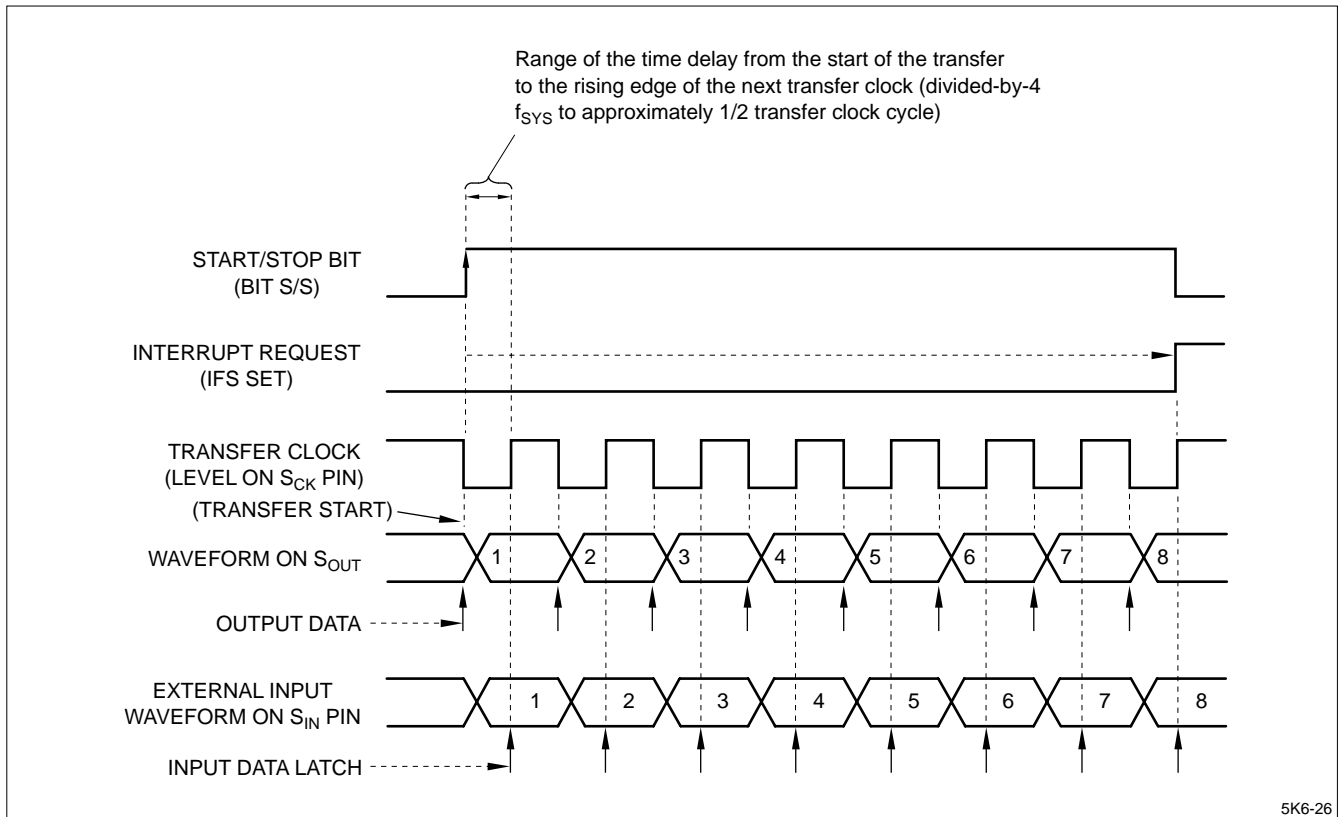 Range of the time delay from the start of the transfer
to the rising edge of the next transfer clock (divided-by-4
fSYS to approximately 1/2 transfer clock cycle)
START/STOP BIT
(BIT S/S)
INTERRUPT REQUEST
(IFS SET)
TRANSFER CLOCK
(LEVEL ON SCK PIN)
(TRANSFER START)
WAVEFORM ON SOUT
1 2 3 4 5 6 7 8
OUTPUT DATA
EXTERNAL INPUT
WAVEFORM ON SIN PIN
1 2 3 4 5 6 7 8
INPUT DATA LATCH
5K6-26